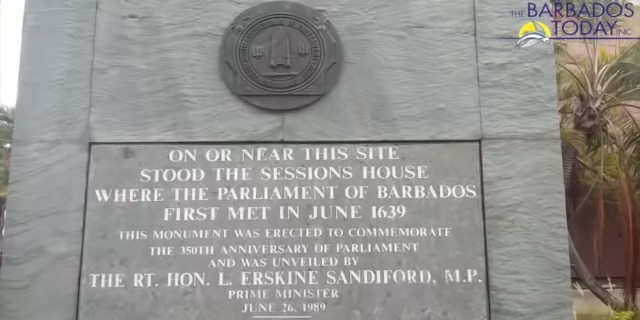 THE BARBADOS
TODAY INC.
ON OR NEAR THIS SITE
STOOD THE SESSIONS HOUSE
WHERE THE PARLIAMENT OF BARBADOS
FIRST MET IN JUNE 1639
THIS MONUMENT WAS ERECTED TO COMMEMORATE
THE 350TH ANNIVERSARY OF PARLIAMENT
AND WAS UNVEILED BY
THE RT. HON. L. ERSKINE SANDIFORD, M.P.
PRIME MINISTER
JUNE 26, 1989